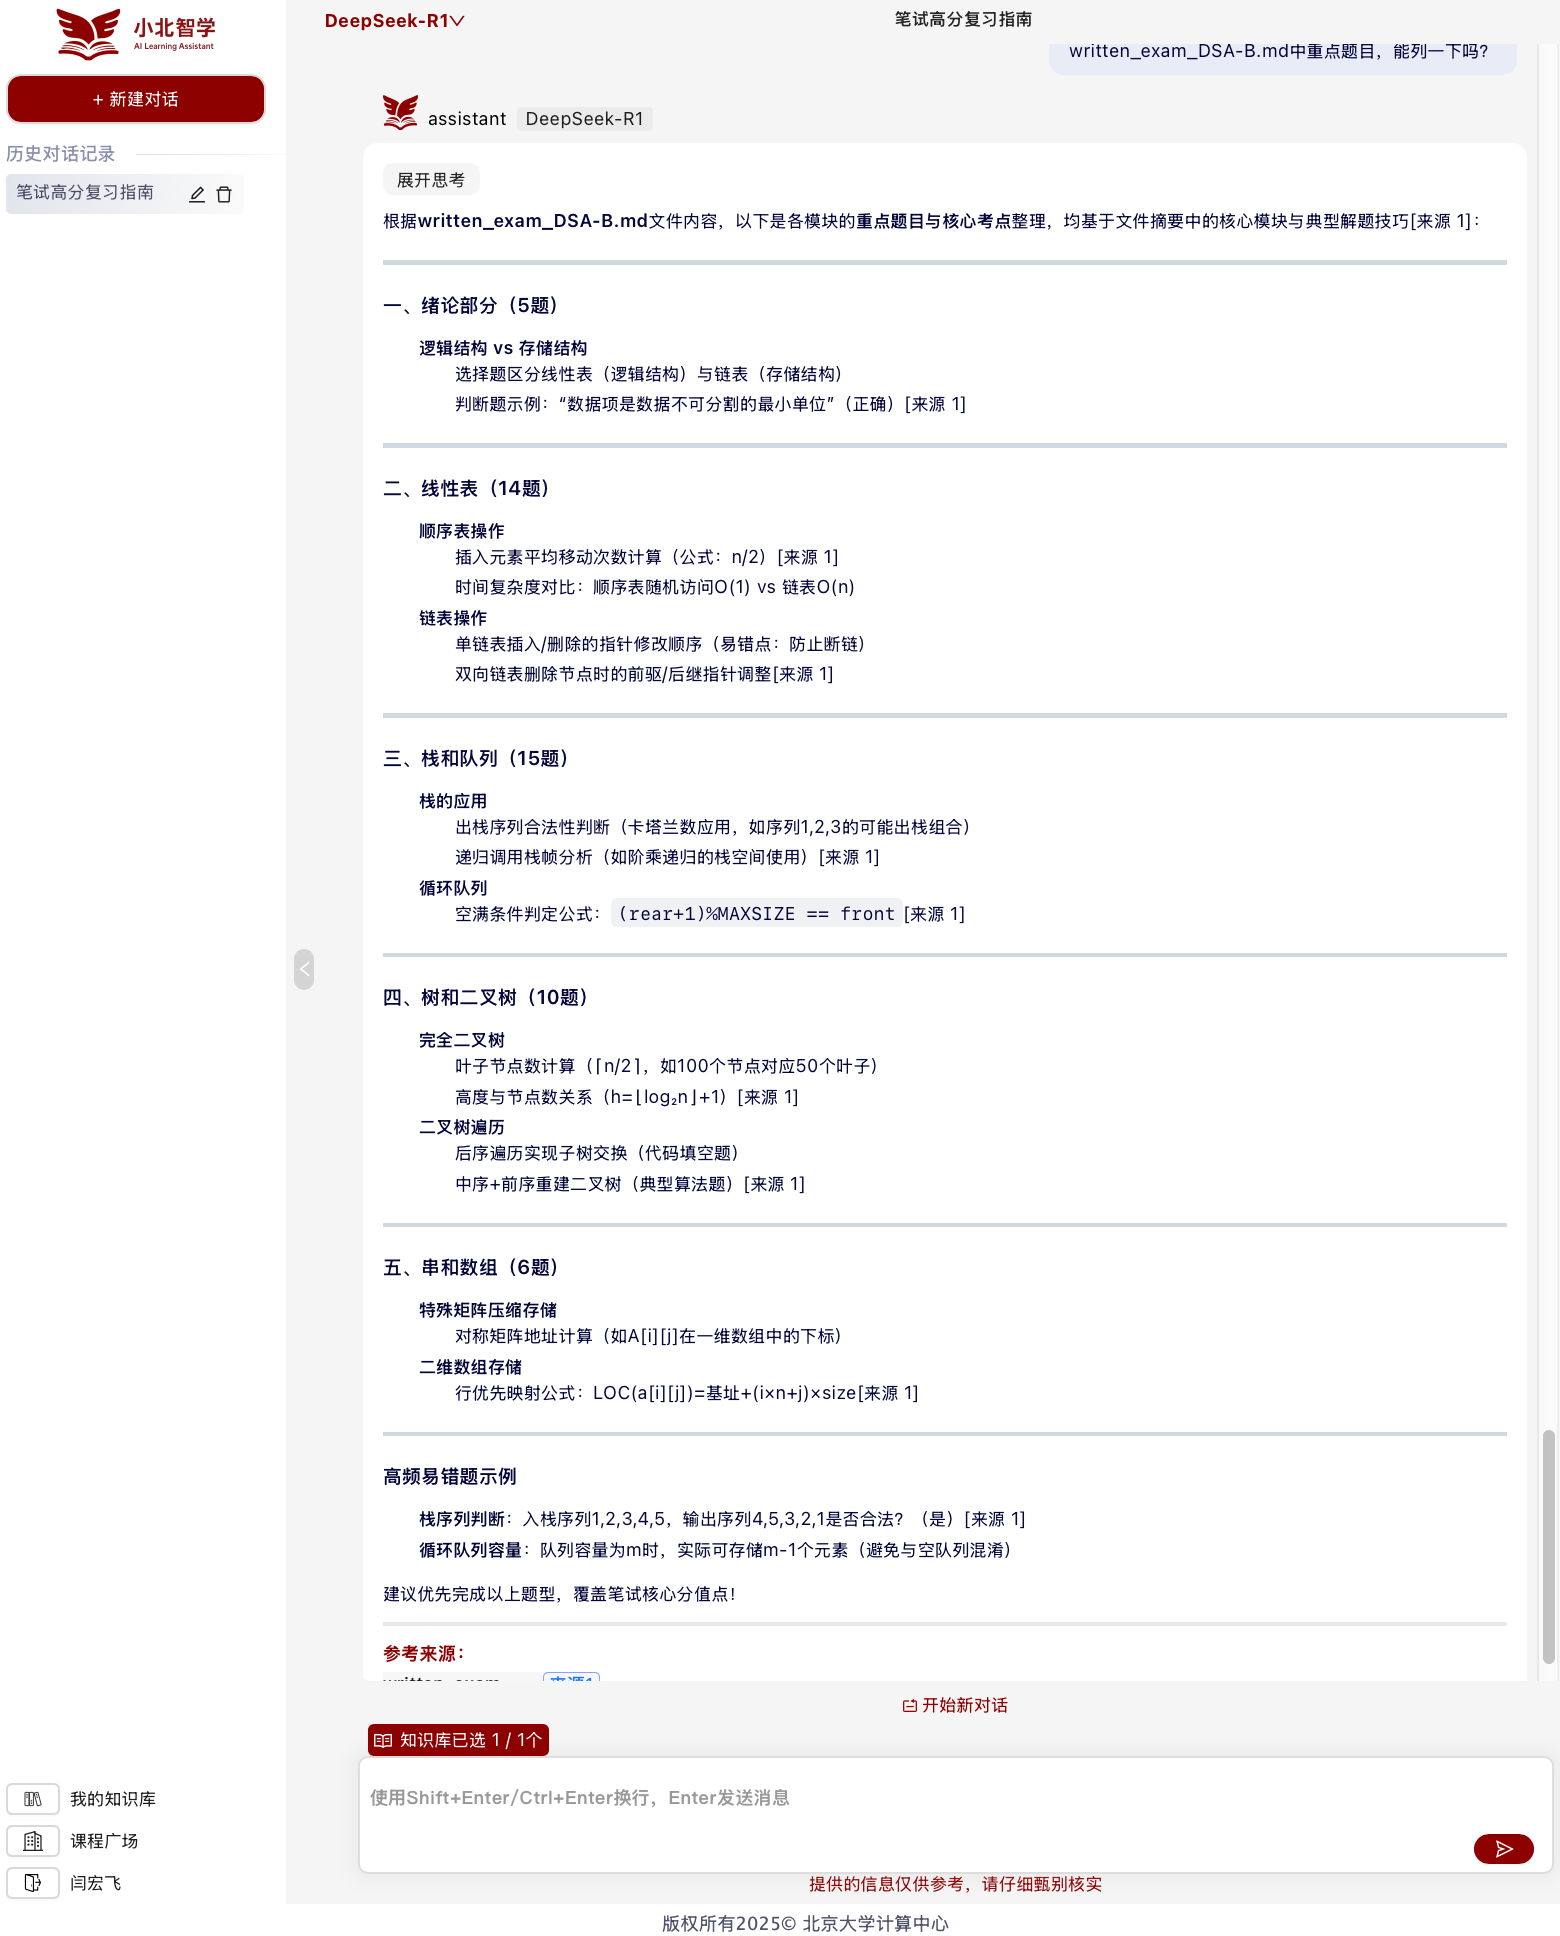 小北智学
AI Learning Assistant
+ 新建对话
历史对话记录
笔试高分复习指南
我的知识库
课程广场
闫宏飞
DeepSeek-R1
笔试高分复习指南
written_exam_DSA-B.md中重点题目，能列一下吗？
assistant DeepSeek-R1
展开思考
根据written_exam_DSA-B.md文件内容，以下是各模块的重点题目与核心考点整理，均基于文件摘要中的核心模块与典型解题技巧[来源 1]：
一、绪论部分（5题）
逻辑结构 vs 存储结构
选择题区分线性表（逻辑结构）与链表（存储结构）
判断题示例：“数据项是数据不可分割的最小单位”（正确）[来源 1]
二、线性表（14题）
顺序表操作
插入元素平均移动次数计算（公式：n/2）[来源 1]
时间复杂度对比：顺序表随机访问O(1) vs 链表O(n)
链表操作
单链表插入/删除的指针修改顺序（易错点：防止断链）
双向链表删除节点时的前驱/后继指针调整[来源 1]
三、栈和队列（15题）
栈的应用
出栈序列合法性判断（卡塔兰数应用，如序列1,2,3的可能出栈组合）
递归调用栈帧分析（如阶乘递归的栈空间使用）[来源 1]
循环队列
空满条件判定公式：(rear+1)%MAXSIZE == front[来源 1]
四、树和二叉树（10题）
完全二叉树
叶子节点数计算（⌈n/2⌉，如100个节点对应50个叶子）
高度与节点数关系（h=⌊log₂n⌋+1）[来源 1]
二叉树遍历
后序遍历实现子树交换（代码填空题）
中序+前序重建二叉树（典型算法题）[来源 1]
五、串和数组（6题）
特殊矩阵压缩存储
对称矩阵地址计算（如A[i][j]在一维数组中的下标）
二维数组存储
行优先映射公式：LOC(a[i][j])=基址+(i×n+j)×size[来源 1]
高频易错题示例
栈序列判断：入栈序列1,2,3,4,5，输出序列4,5,3,2,1是否合法？（是）[来源 1]
循环队列容量：队列容量为m时，实际可存储m-1个元素（避免与空队列混淆）
建议优先完成以上题型，覆盖笔试核心分值点！
参考来源：
written_exam 来源1
开始新对话
知识库已选 1 / 1个
使用Shift+Enter/Ctrl+Enter换行，Enter发送消息
提供的信息仅供参考，请仔细甄别核实
版权所有2025© 北京大学计算中心